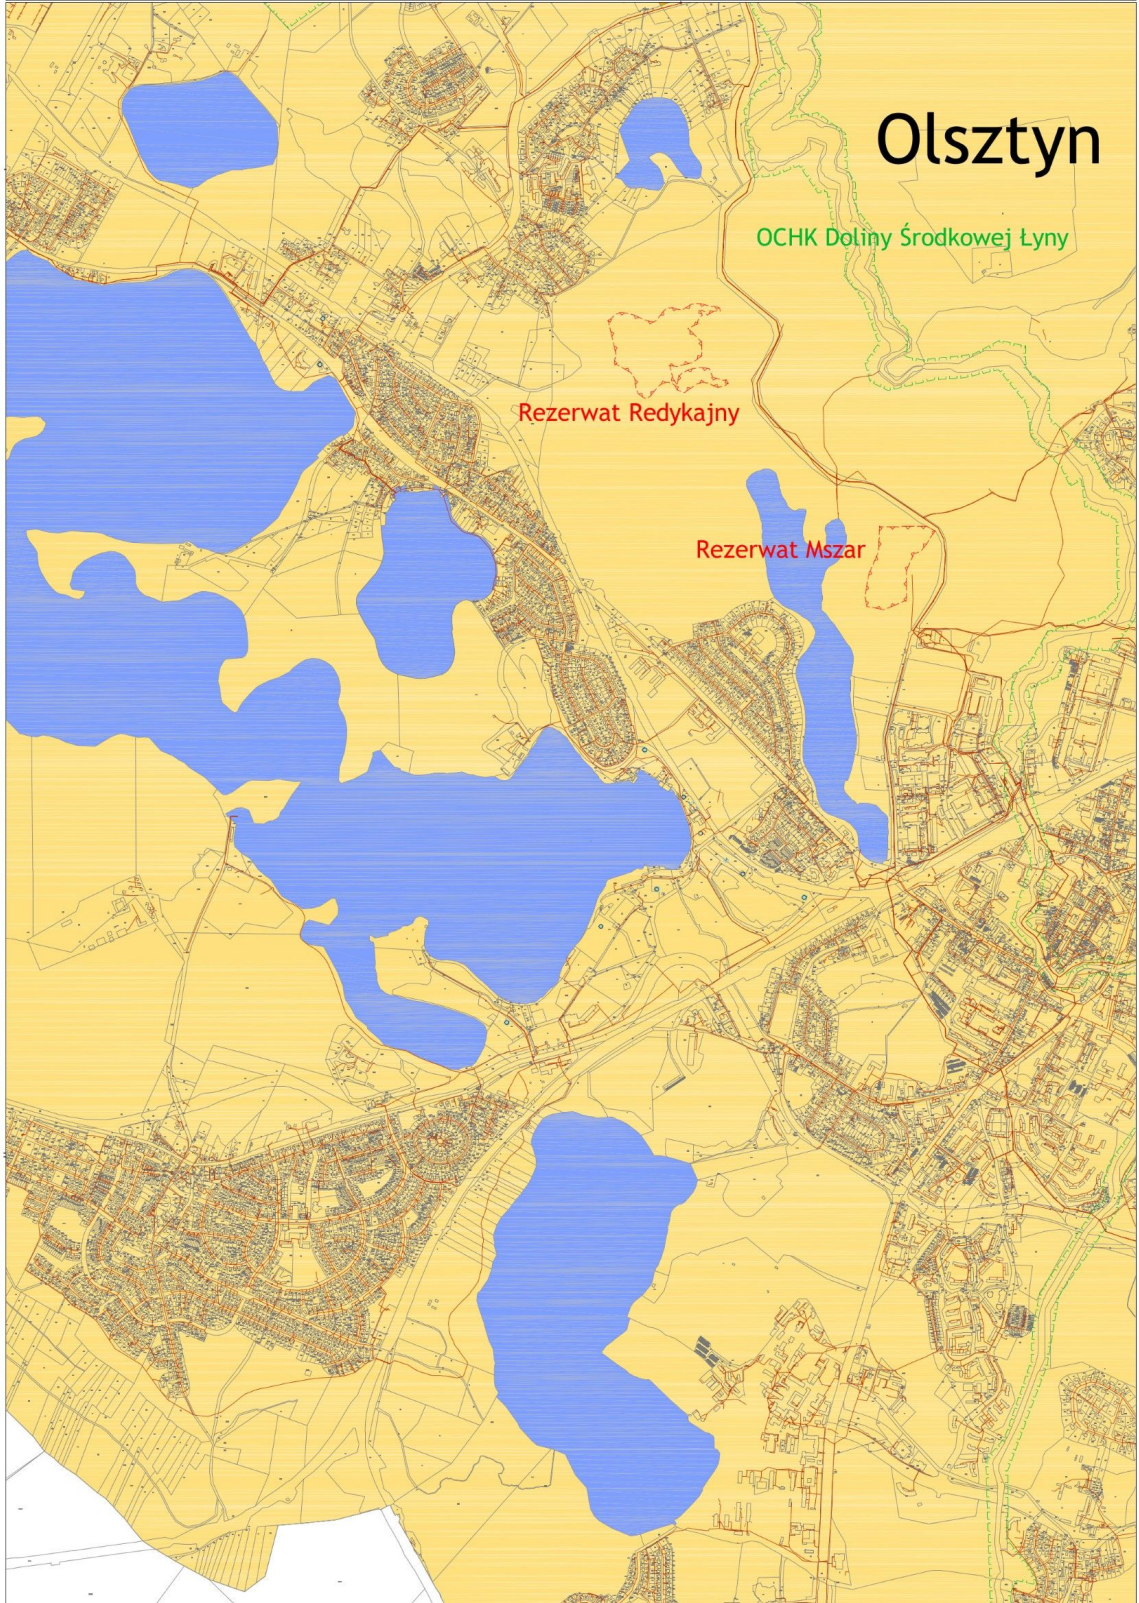 Olsztyn
OCHK Doliny Środkowej Łyny
Rezerwat Redykajny
Rezerwat Mszar